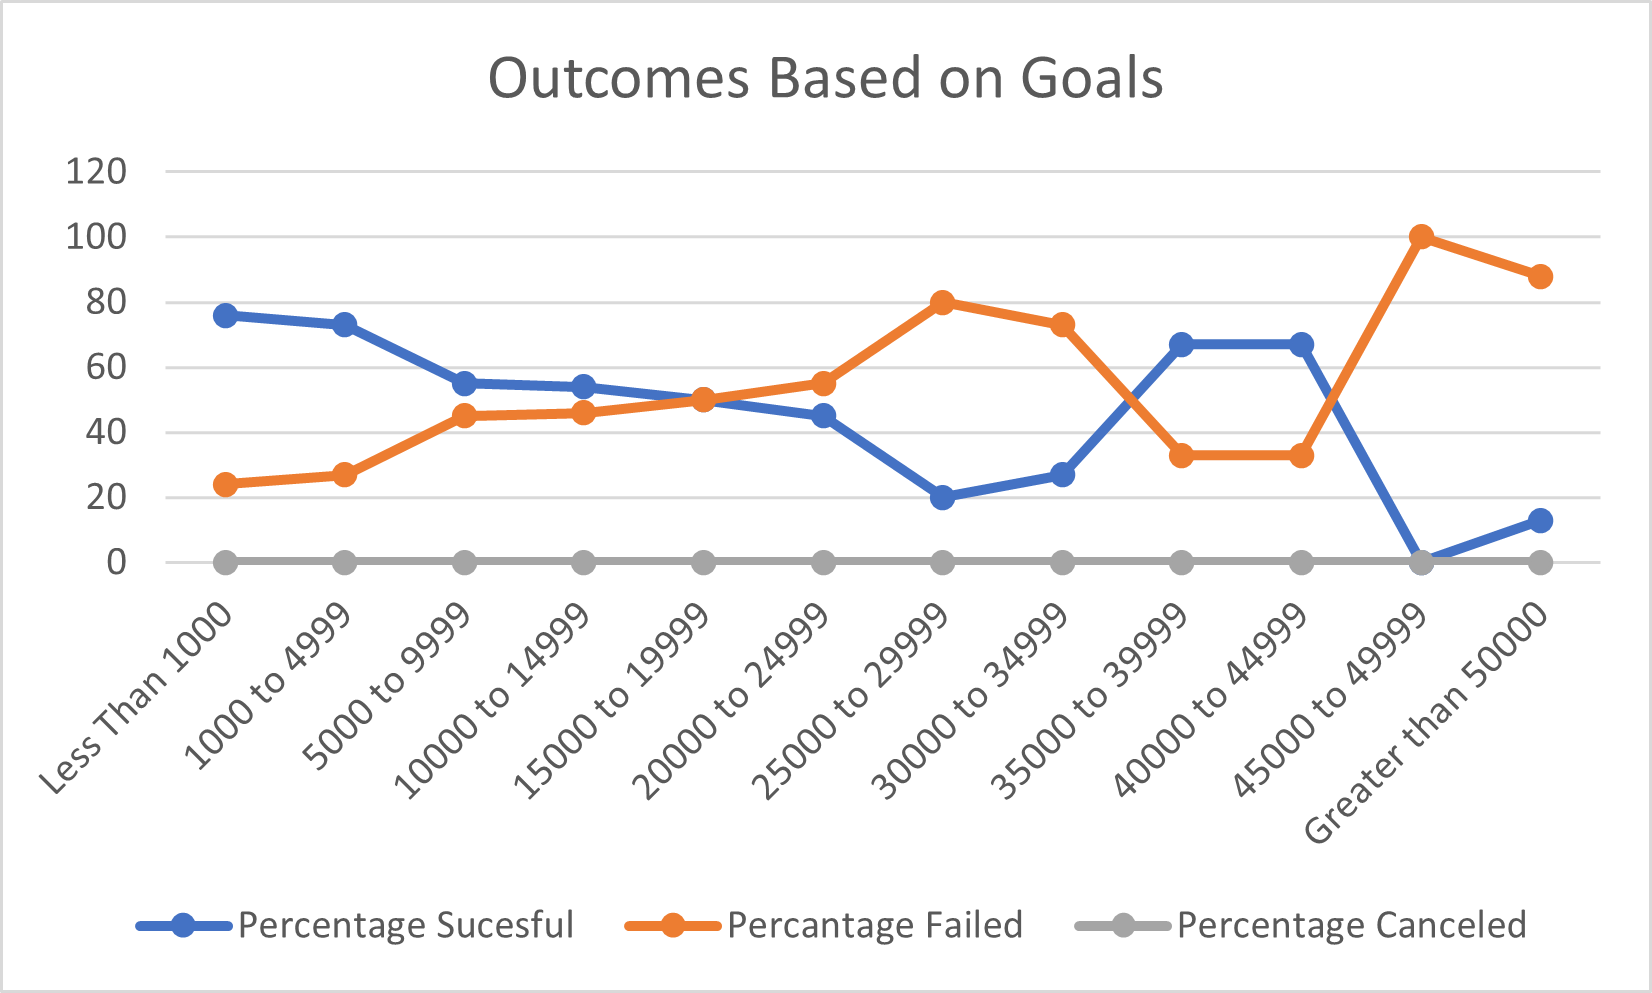 Outcomes Based on Goals
120
100
80
60
40
20
0
Less Than 1000
1000 to 4999
5000 to 9999
10000 to 14999
15000 to 19999
20000 to 24999
25000 to 29999
30000 to 34999
35000 to 39999
40000 to 44999
45000 to 49999
Greater than 50000
Percentage Sucesful Percantage Failed Percentage Canceled